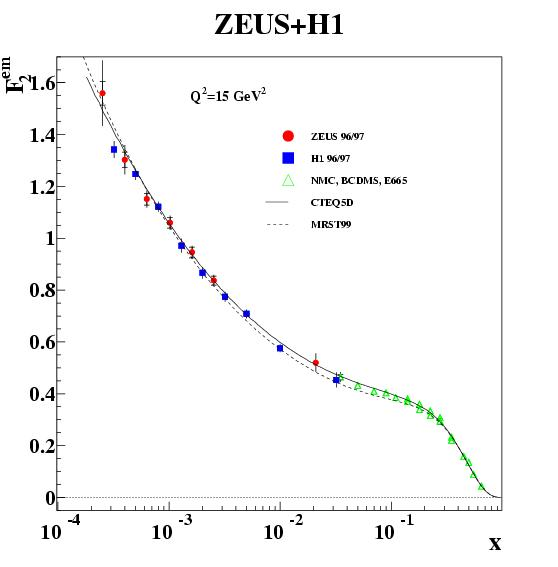 ZEUS+H1
F₂ᵉᵐ
Q²=15 GeV²
ZEUS 96/97
H1 96/97
NMC, BCDMS, E665
CTEQ5D
MRST99
1.6
1.4
1.2
1
0.8
0.6
0.4
0.2
0
10⁻⁴ 10⁻³ 10⁻² 10⁻¹
x